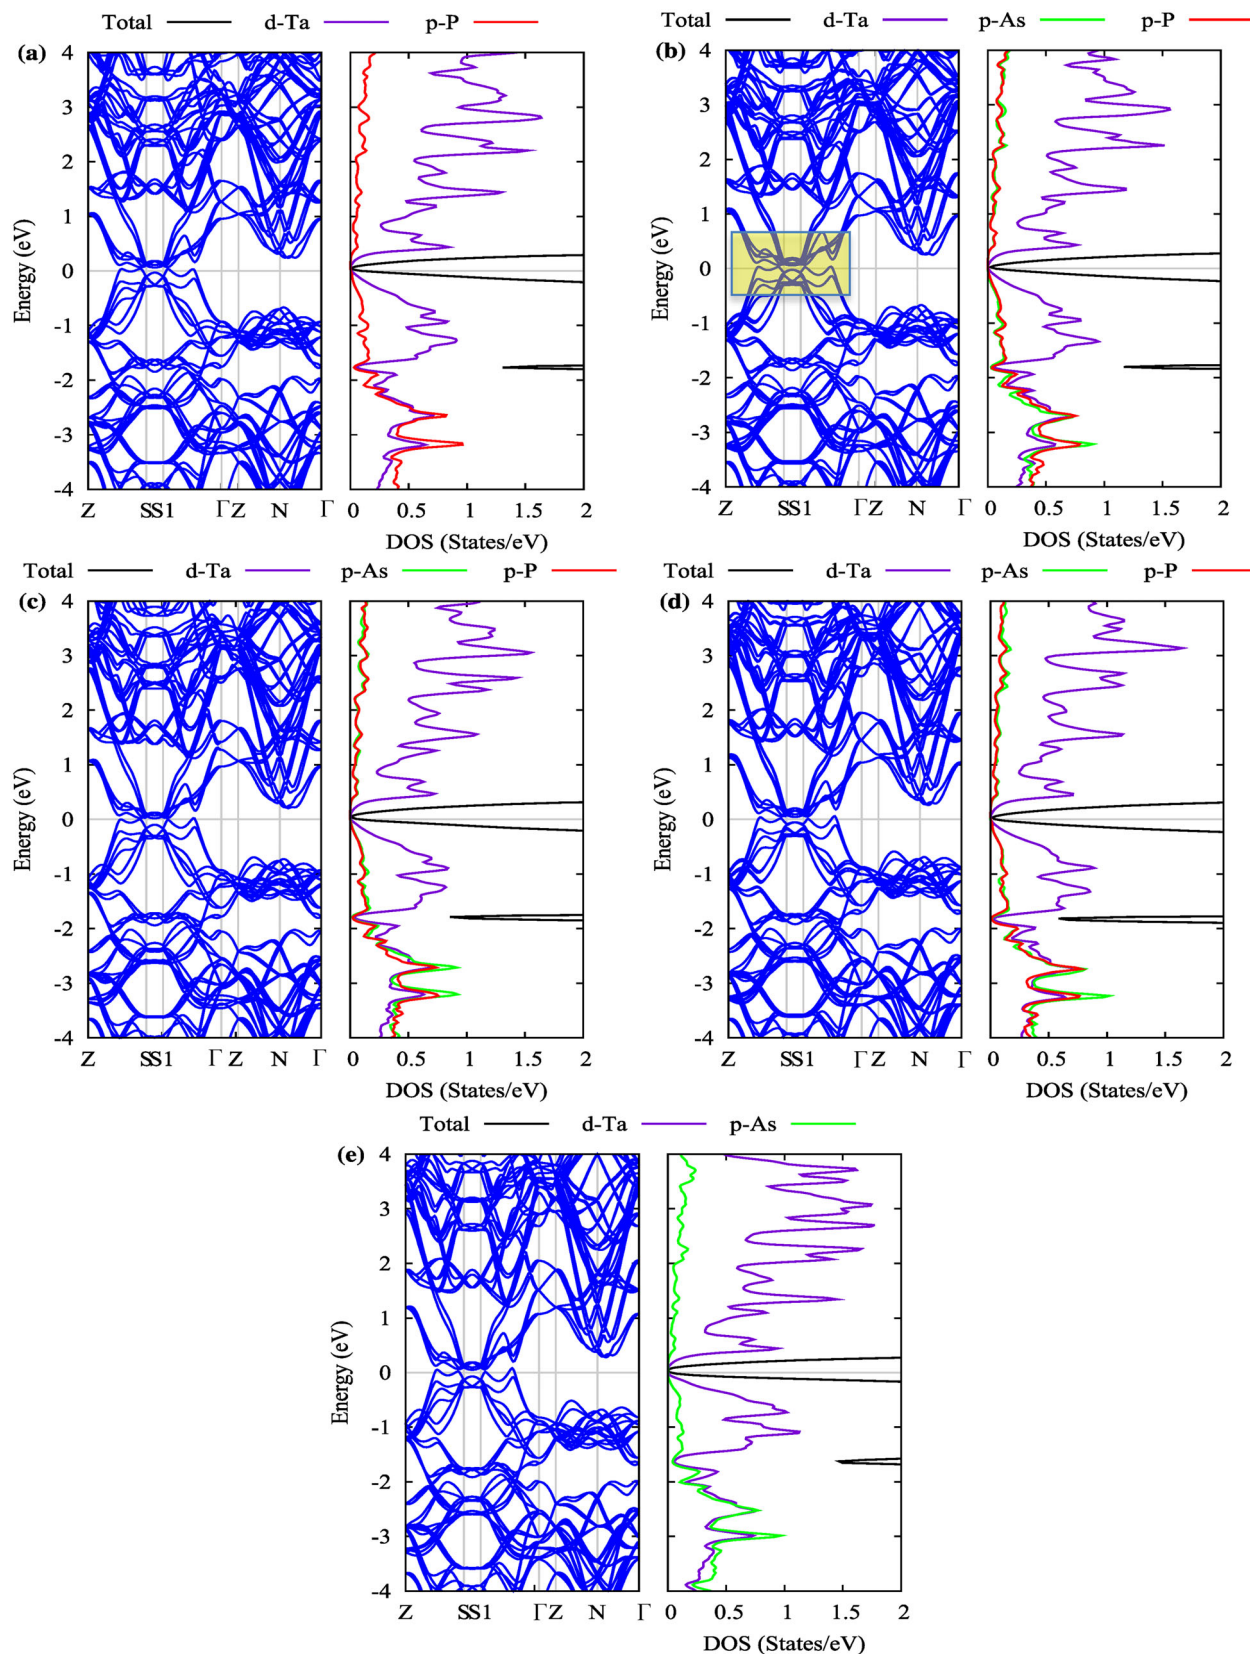 Total d-Ta p-P
(a)
4
3
2
1
0
-1
-2
-3
-4
Energy (eV)
Z SS1 Γ Z N Γ
0 0.5 1 1.5 2
DOS (States/eV)
Total d-Ta p-As p-P
(b)
4
3
2
1
0
-1
-2
-3
-4
Energy (eV)
Z SS1 Γ Z N Γ
0 0.5 1 1.5 2
DOS (States/eV)
Total d-Ta p-As p-P
(c)
4
3
2
1
0
-1
-2
-3
-4
Energy (eV)
Z SS1 Γ Z N Γ
0 0.5 1 1.5 2
DOS (States/eV)
Total d-Ta p-As p-P
(d)
4
3
2
1
0
-1
-2
-3
-4
Energy (eV)
Z SS1 Γ Z N Γ
0 0.5 1 1.5 2
DOS (States/eV)
Total d-Ta p-As
(e)
4
3
2
1
0
-1
-2
-3
-4
Energy (eV)
Z SS1 Γ Z N Γ
0 0.5 1 1.5 2
DOS (States/eV)